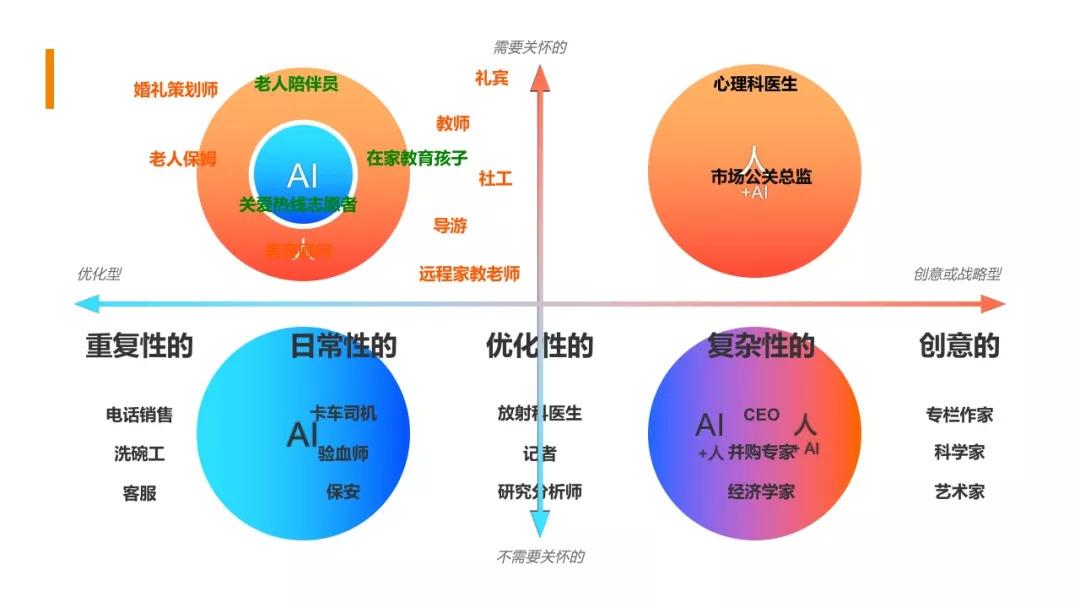 需要关怀的
婚礼策划师
老人陪伴员
礼宾
心理科医生
教师
老人保姆
在家教育孩子
AI
社工
人
市场公关总监
+AI
关爱热线志愿者
导游
人
远程家教老师
优化型
创意或战略型
重复性的
日常性的
优化性的
复杂性的
创意的
电话销售
卡车司机
放射科医生
CEO
专栏作家
AI
AI
人
洗碗工
验血师
记者
+人
并购专家
+ AI
科学家
客服
保安
研究分析师
经济学家
艺术家
不需要关怀的